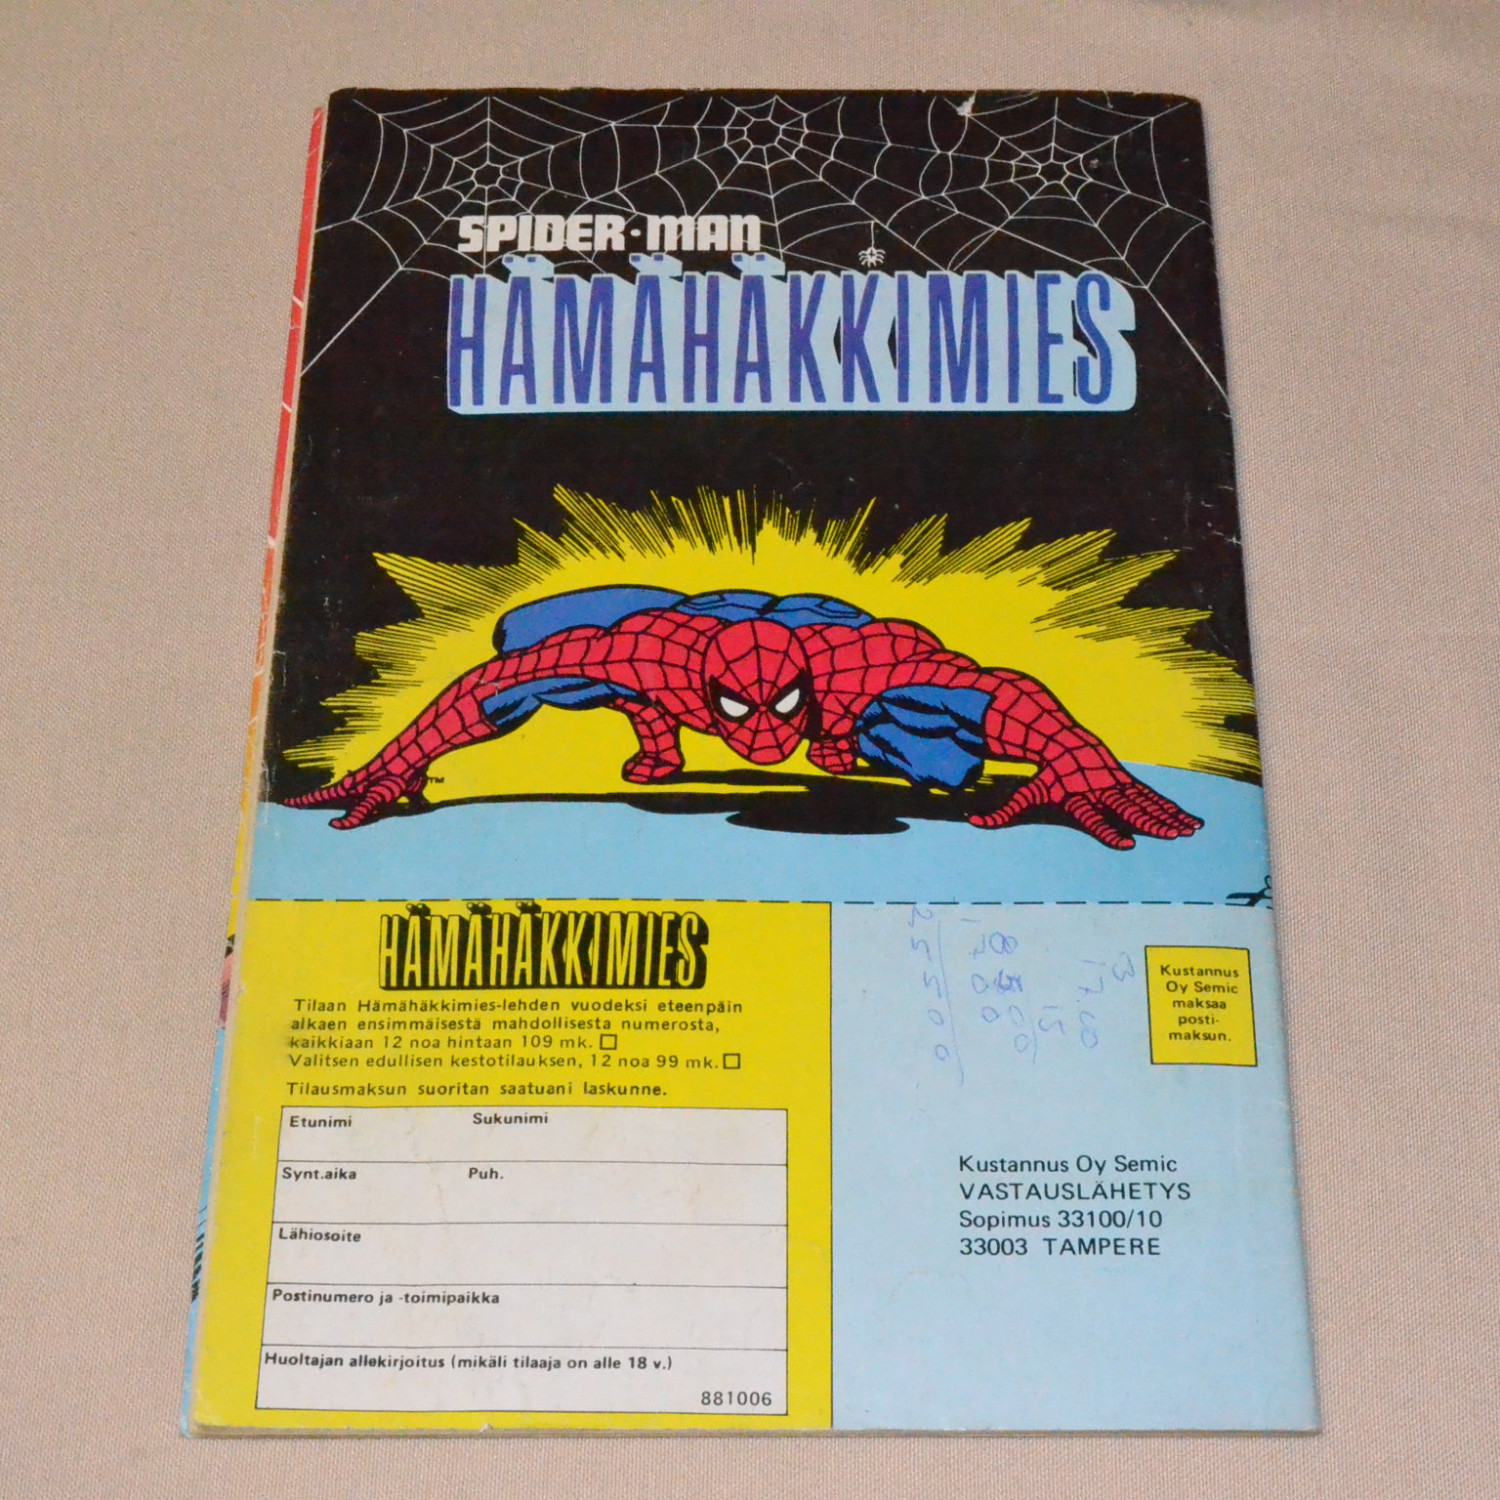 SPIDER-MAN
HÄMÄHÄKKIMIES
TM
HÄMÄHÄKKIMIES
Tilaan Hämähäkkimies-lehden vuodeksi eteenpäin
alkaen ensimmäisestä mahdollisesta numerosta,
kaikkiaan 12 noa hintaan 109 mk.
Valitsen edullisen kestotilauksen, 12 noa 99 mk.
Tilausmaksun suoritan saatuani laskunne.
Etunimi Sukunimi
Synt.aika Puh.
Lähiosoite
Postinumero ja -toimipaikka
Huoltajan allekirjoitus (mikäli tilaaja on alle 18 v.)
881006
Kustannus
Oy Semic
maksaa
posti-
maksun.
Kustannus Oy Semic
VASTAUSLÄHETYS
Sopimus 33100/10
33003 TAMPERE